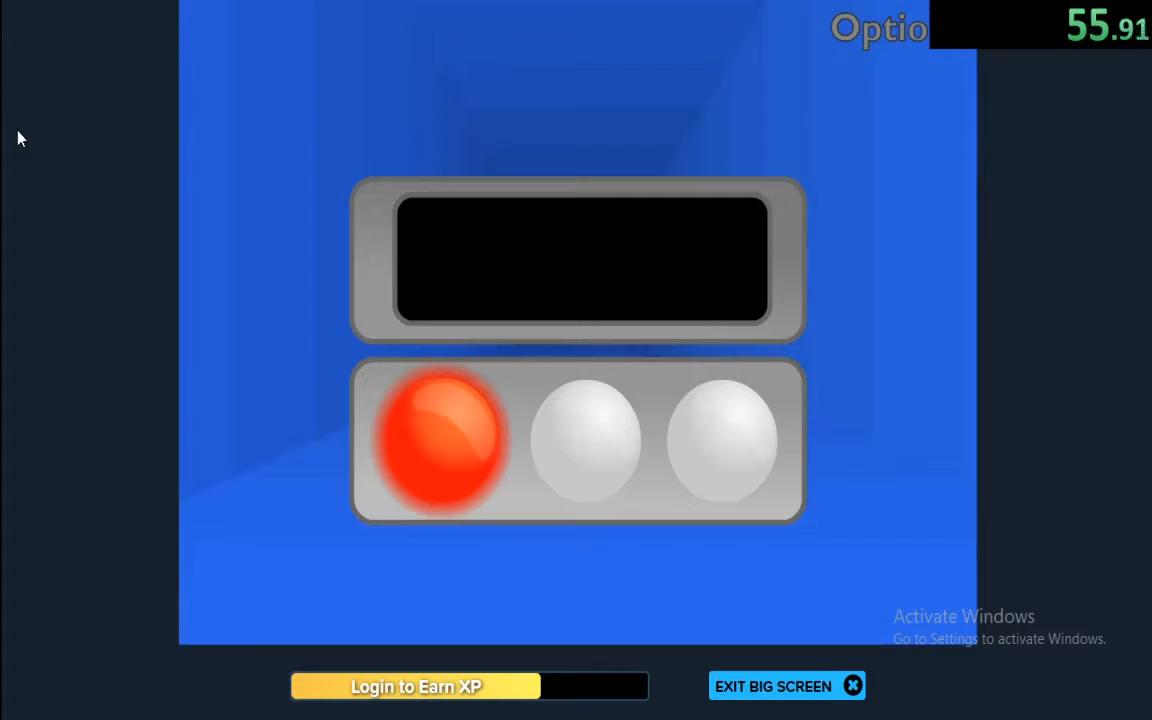 Optio
55.91
Activate Windows
Go to Settings to activate Windows.
Login to Earn XP
EXIT BIG SCREEN